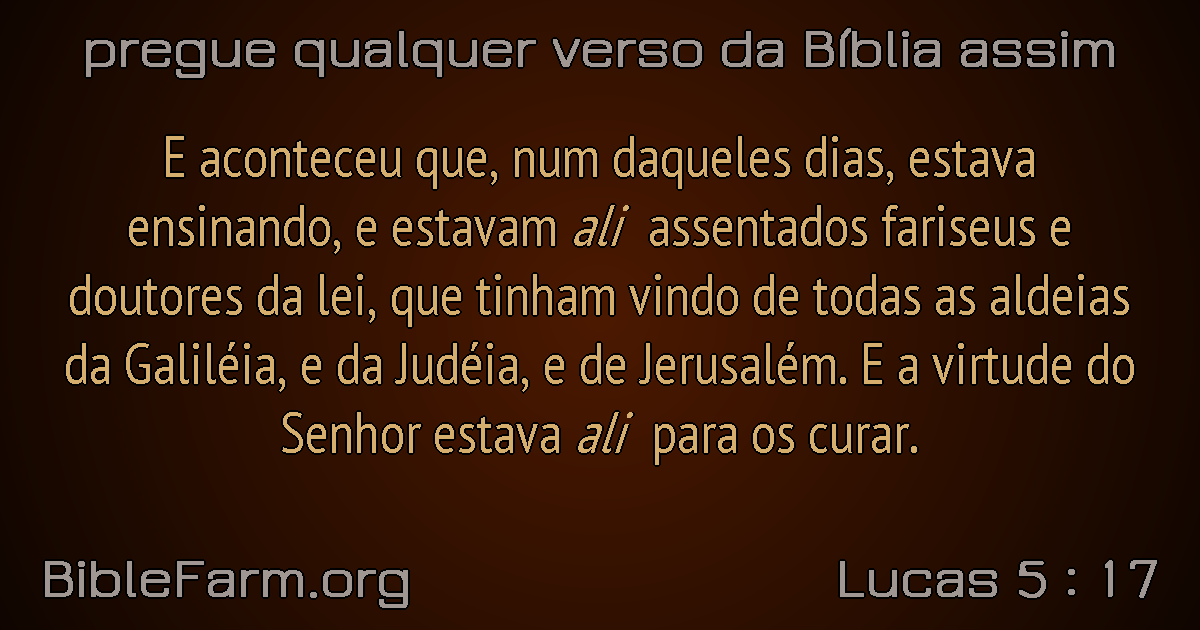 pregue qualquer verso da Bíblia assim
E aconteceu que, num daqueles dias, estava
ensinando, e estavam ali assentados fariseus e
doutores da lei, que tinham vindo de todas as aldeias
da Galiléia, e da Judéia, e de Jerusalém. E a virtude do
Senhor estava ali para os curar.
BibleFarm.org
Lucas 5 : 17